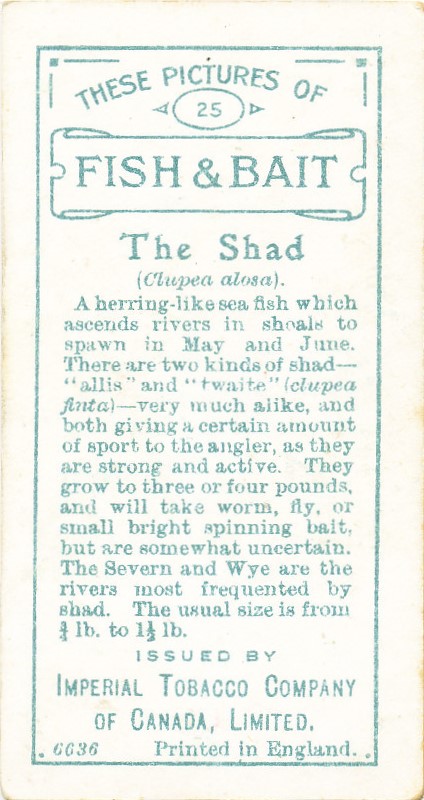 THESE PICTURES OF
25
FISH & BAIT
The Shad
(Clupea alosa).
A herring-like sea fish which
ascends rivers in shoals to
spawn in May and June.
There are two kinds of shad—
"allis" and "twaite" (clupea
finta)—very much alike, and
both giving a certain amount
of sport to the angler, as they
are strong and active. They
grow to three or four pounds,
and will take worm, fly, or
small bright spinning bait,
but are somewhat uncertain.
The Severn and Wye are the
rivers most frequented by
shad. The usual size is from
¾ lb. to 1½ lb.
ISSUED BY
IMPERIAL TOBACCO COMPANY
OF CANADA, LIMITED.
6636 Printed in England.